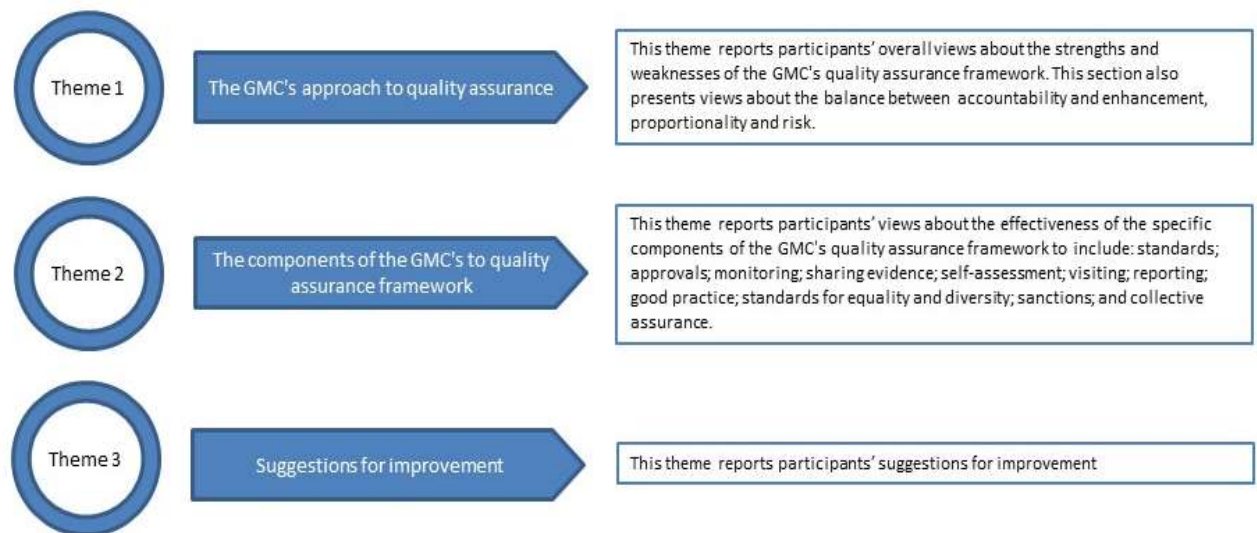 Theme 1
The GMC's approach to quality assurance
This theme reports participants' overall views about the strengths and
weaknesses of the GMC's quality assurance framework. This section also
presents views about the balance between accountability and enhancement,
proportionality and risk.
Theme 2
The components of the GMC's to quality
assurance framework
This theme reports participants' views about the effectiveness of the specific
components of the GMC's quality assurance framework to include: standards;
approvals; monitoring; sharing evidence; self-assessment; visiting; reporting;
good practice; standards for equality and diversity; sanctions; and collective
assurance.
Theme 3
Suggestions for improvement
This theme reports participants' suggestions for improvement